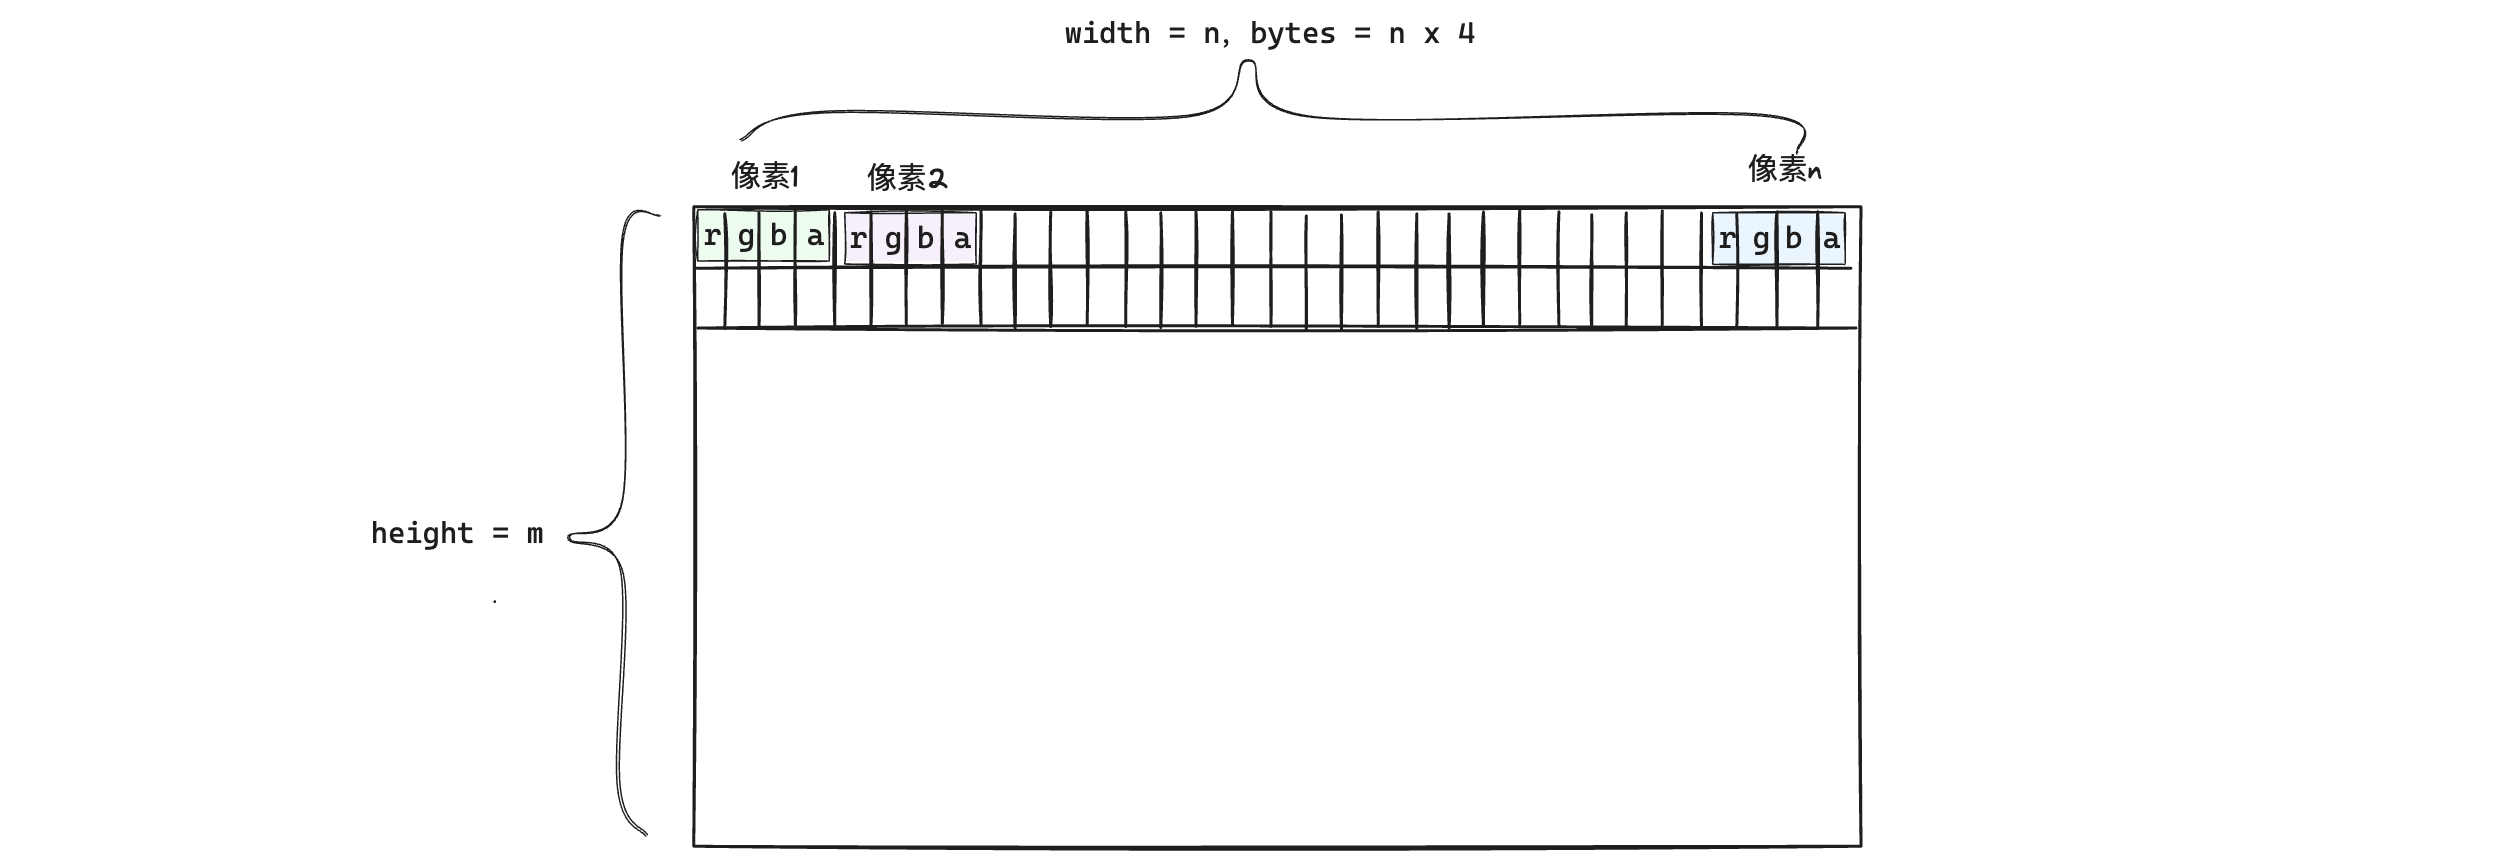 width = n, bytes = n x 4
像素1 像素2 像素n
r g b a r g b a r g b a
height = m